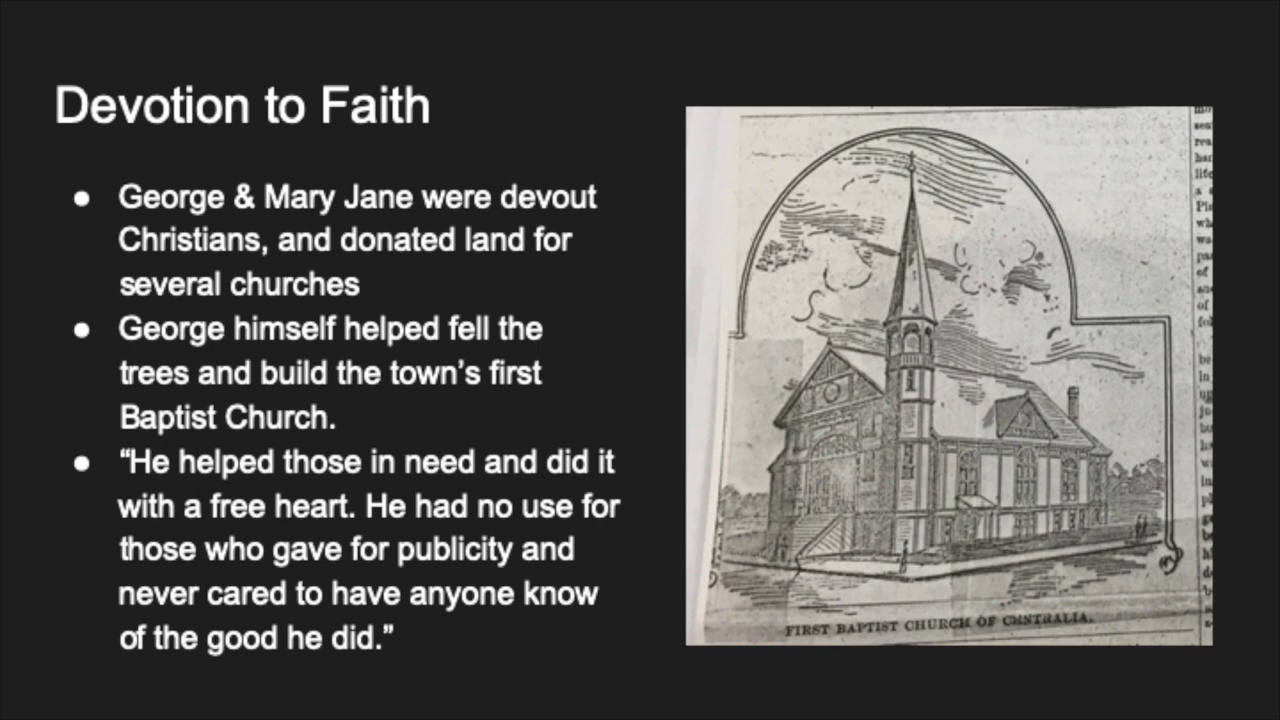 Devotion to Faith
● George & Mary Jane were devout
Christians, and donated land for
several churches
● George himself helped fell the
trees and build the town’s first
Baptist Church.
● “He helped those in need and did it
with a free heart. He had no use for
those who gave for publicity and
never cared to have anyone know
of the good he did.”
FIRST BAPTIST CHURCH OF CENTRALIA.